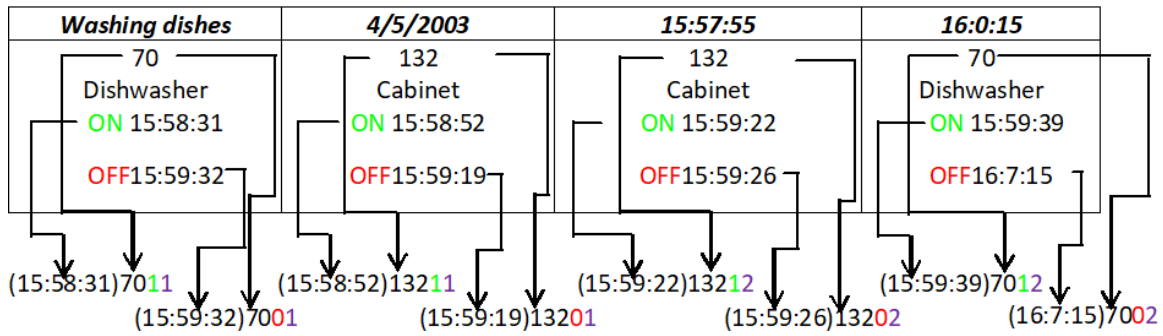 Washing dishes 4/5/2003 15:57:55 16:0:15
70 132 132 70
Dishwasher Cabinet Cabinet Dishwasher
ON 15:58:31 ON 15:58:52 ON 15:59:22 ON 15:59:39
OFF15:59:32 OFF15:59:19 OFF15:59:26 OFF16:7:15
(15:58:31)7011 (15:58:52)13211 (15:59:22)13212 (15:59:39)7012
(15:59:32)7001 (15:59:19)13201 (15:59:26)13202 (16:7:15)7002